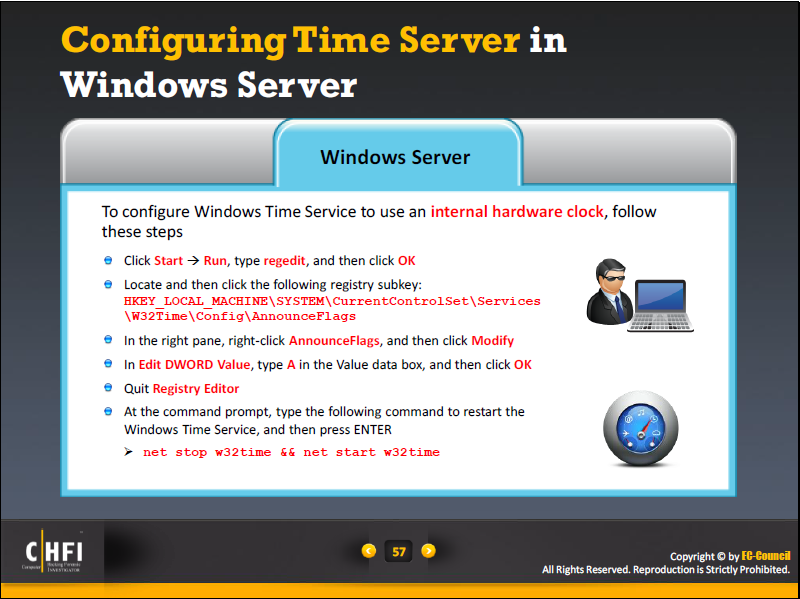 Configuring Time Server in
Windows Server
Windows Server
To configure Windows Time Service to use an internal hardware clock, follow
these steps
Click Start → Run, type regedit, and then click OK
Locate and then click the following registry subkey:
HKEY_LOCAL_MACHINE\SYSTEM\CurrentControlSet\Services
\W32Time\Config\AnnounceFlags
In the right pane, right-click AnnounceFlags, and then click Modify
In Edit DWORD Value, type A in the Value data box, and then click OK
Quit Registry Editor
At the command prompt, type the following command to restart the
Windows Time Service, and then press ENTER
net stop w32time && net start w32time
CHFI
Computer Hacking Forensic
INVESTIGATOR
57
Copyright © by EC-Council
All Rights Reserved. Reproduction is Strictly Prohibited.